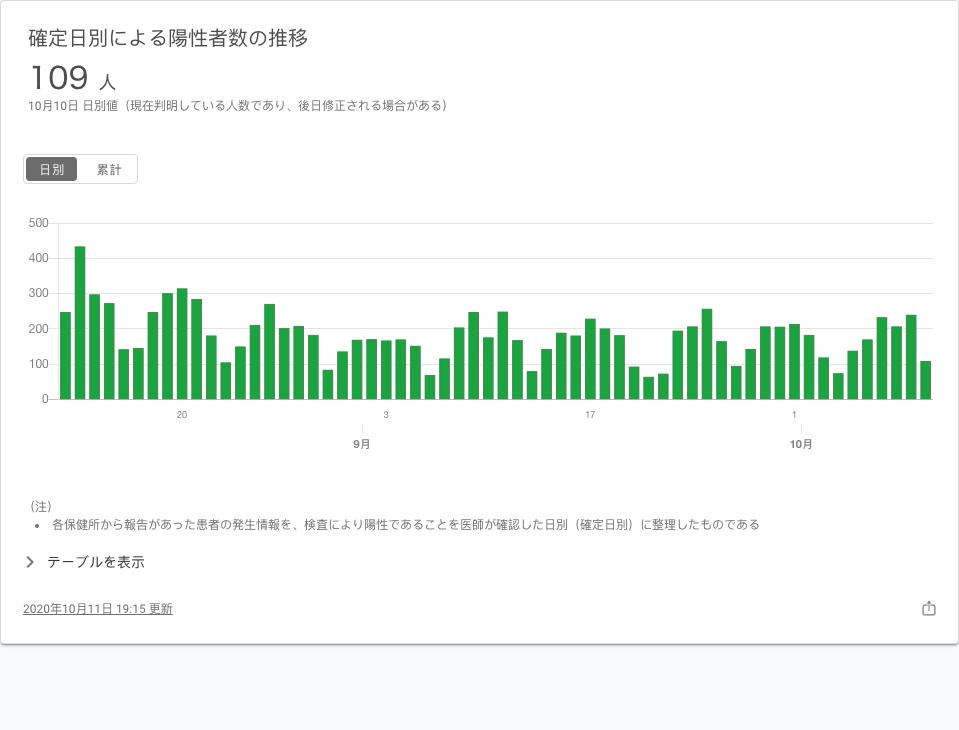 確定日別による陽性者数の推移
109 人
10月10日 日別値（現在判明している人数であり、後日修正される場合がある）
日別 累計
500
400
300
200
100
0
20 3 17 1
9月 10月
（注）
• 各保健所から報告があった患者の発生情報を、検査により陽性であることを医師が確認した日別（確定日別）に整理したものである
テーブルを表示
2020年10月11日 19:15 更新